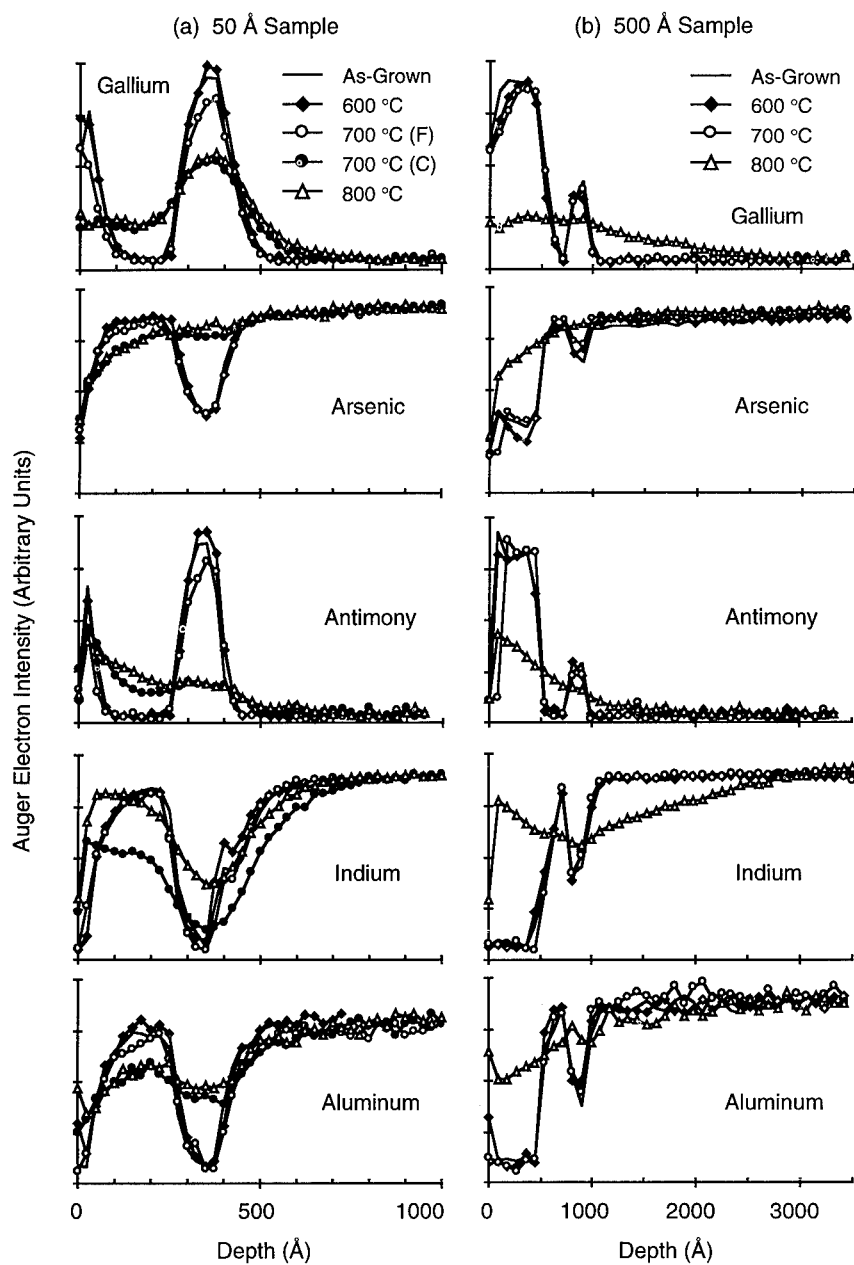 (a) 50 Å Sample
Gallium
As-Grown
600 °C
700 °C (F)
700 °C (C)
800 °C
Arsenic
Antimony
Indium
Aluminum
0
500
1000
Depth (Å)
(b) 500 Å Sample
As-Grown
600 °C
700 °C
800 °C
Gallium
Arsenic
Antimony
Indium
Aluminum
0
1000
2000
3000
Depth (Å)
Auger Electron Intensity (Arbitrary Units)